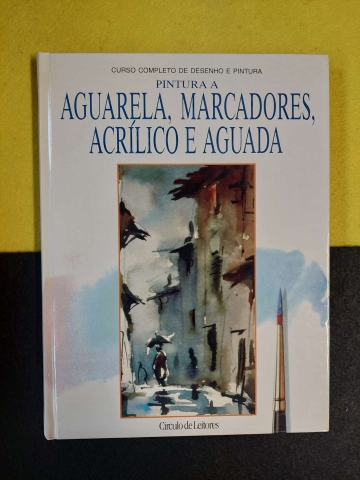 CURSO COMPLETO DE DESENHO E PINTURA
PINTURA A
AGUARELA, MARCADORES,
ACRÍLICO E AGUADA
Círculo de Leitores